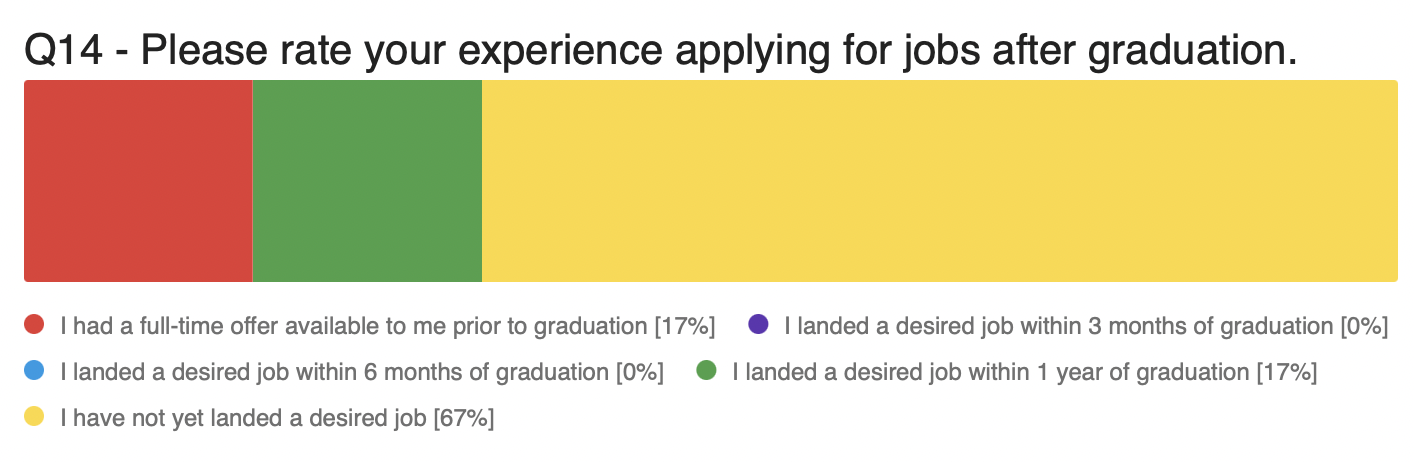 Q14 - Please rate your experience applying for jobs after graduation.
I had a full-time offer available to me prior to graduation [17%] I landed a desired job within 3 months of graduation [0%]
I landed a desired job within 6 months of graduation [0%] I landed a desired job within 1 year of graduation [17%]
I have not yet landed a desired job [67%]